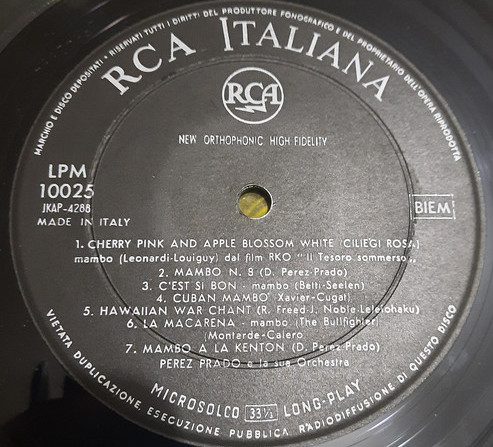 MARCHIO E DISCO DEPOSITATI • RISERVATI TUTTI I DIRITTI DEL PRODUTTORE FONOGRAFICO E DEL PROPRIETARIO DELL'OPERA RIPRODOTTA
RCA ITALIANA
RCA
NEW ORTHOPHONIC HIGH FIDELITY
LPM
10025
JKAP-4288
MADE IN ITALY
BIEM
1. CHERRY PINK AND APPLE BLOSSOM WHITE (CILIEGI ROSA)
mambo (Leonardi-Louiguy) dal film RKO "Il Tesoro sommerso„
2. MAMBO N. 8 (D. Perez-Prado)
3. C'EST SI BON - mambo (Betti-Seelen)
4. CUBAN MAMBO Xavier-Cugat)
5. HAWAIIAN WAR CHANT (R. Freed J. Noble-Leleiohaku)
6. LA MACARENA - mambo (The Bullfighter)
(Monterde-Calero)
7. MAMBO A LA KENTON (D. Perez-Prado)
PEREZ PRADO e la sua Orchestra
MICROSOLCO 33⅓ LONG-PLAY
VIETATA DUPLICAZIONE, ESECUZIONE PUBBLICA RADIODIFFUSIONE DI QUESTO DISCO